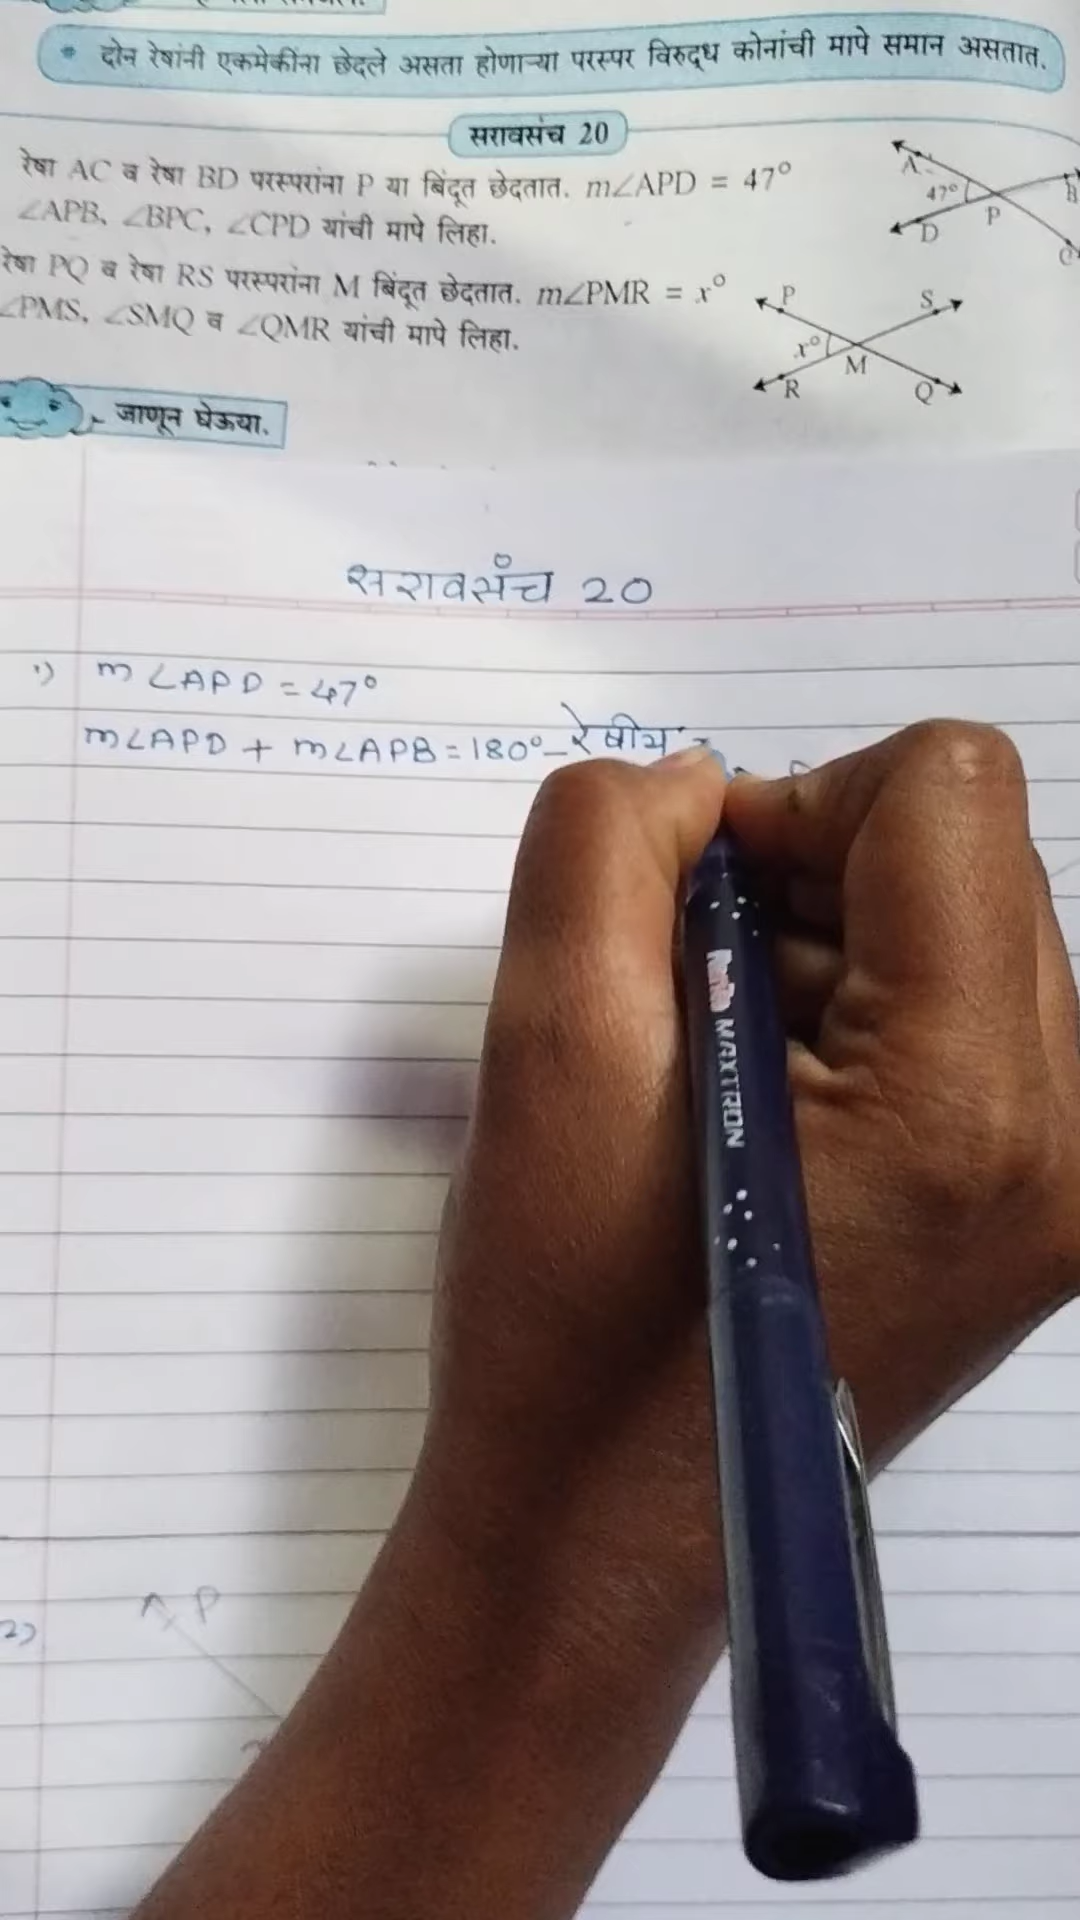 • दोन रेषांनी एकमेकींना छेदले असता होणाऱ्या परस्पर विरुद्ध कोनांची मापे समान असतात.
सरावसंच 20
रेषा AC व रेषा BD परस्परांना P या बिंदूत छेदतात. m∠APD = 47°
∠APB, ∠BPC, ∠CPD यांची मापे लिहा.
A
47°
B
P
D
C
रेषा PQ व रेषा RS परस्परांना M बिंदूत छेदतात. m∠PMR = x°
∠PMS, ∠SMQ व ∠QMR यांची मापे लिहा.
P
S
x°
M
R
Q
जाणून घेऊया.
सरावसंच 20
1) m∠APD = 47°
m∠APD + m∠APB = 180° – रेषीय
2)
P
MAXTRON